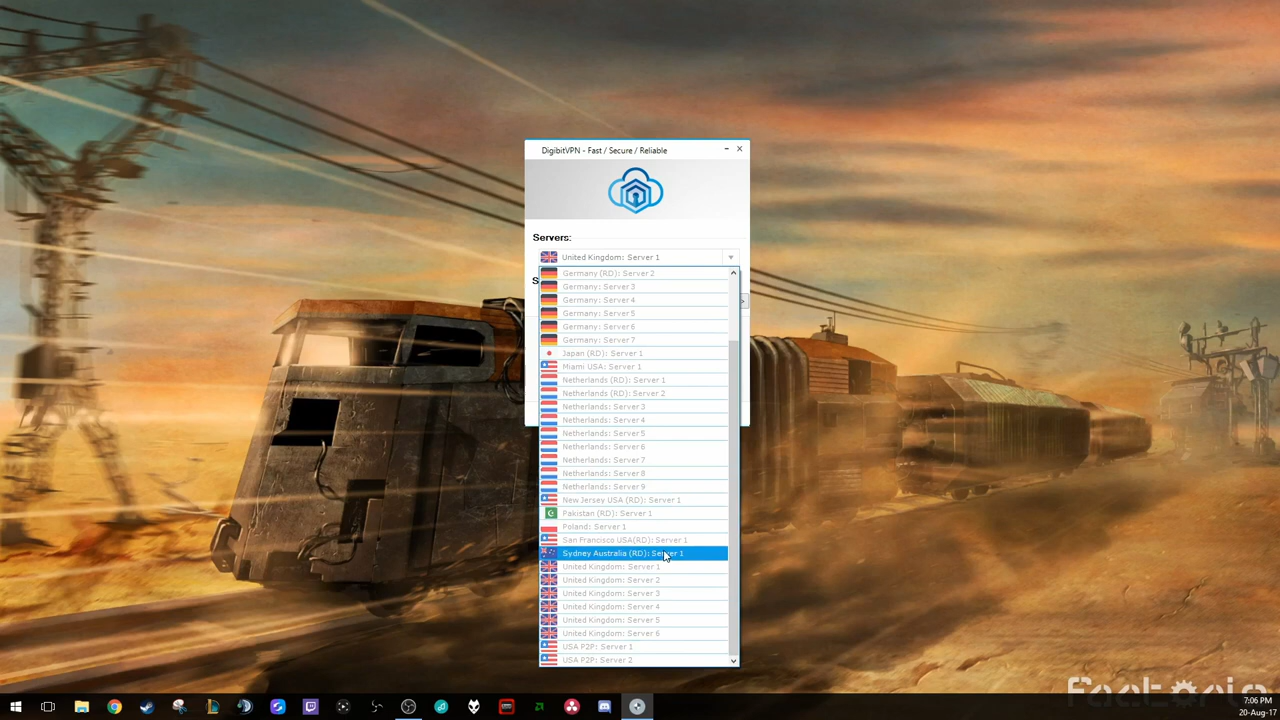 DigibitVPN - Fast / Secure / Reliable
Servers:
United Kingdom: Server 1
Germany (RD): Server 2
Germany: Server 3
Germany: Server 4
Germany: Server 5
Germany: Server 6
Germany: Server 7
Japan (RD): Server 1
Miami USA: Server 1
Netherlands (RD): Server 1
Netherlands (RD): Server 2
Netherlands: Server 3
Netherlands: Server 4
Netherlands: Server 5
Netherlands: Server 6
Netherlands: Server 7
Netherlands: Server 8
Netherlands: Server 9
New Jersey USA (RD): Server 1
Pakistan (RD): Server 1
Poland: Server 1
San Francisco USA(RD): Server 1
Sydney Australia (RD): Server 1
United Kingdom: Server 1
United Kingdom: Server 2
United Kingdom: Server 3
United Kingdom: Server 4
United Kingdom: Server 5
United Kingdom: Server 6
USA P2P: Server 1
USA P2P: Server 2
7:06 PM
20-Aug-17